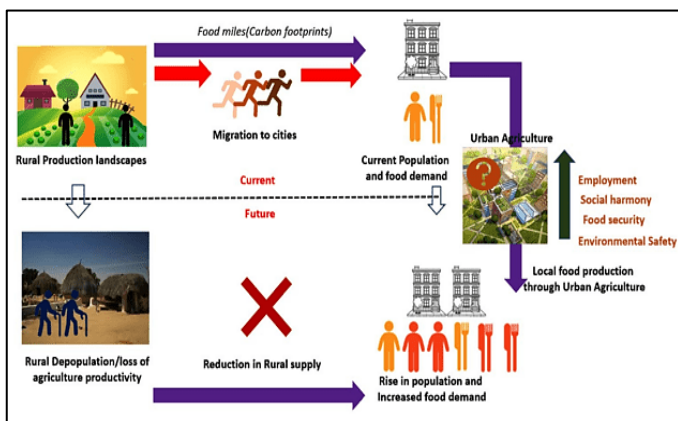 Food miles(Carbon footprints)
Rural Production landscapes
Migration to cities
Current Population
and food demand
Urban Agriculture
?
Employment
Social harmony
Food security
Environmental Safety
Current
Future
Local food production
through Urban Agriculture
Rural Depopulation/loss of
agriculture productivity
Reduction in Rural supply
Rise in population and
Increased food demand